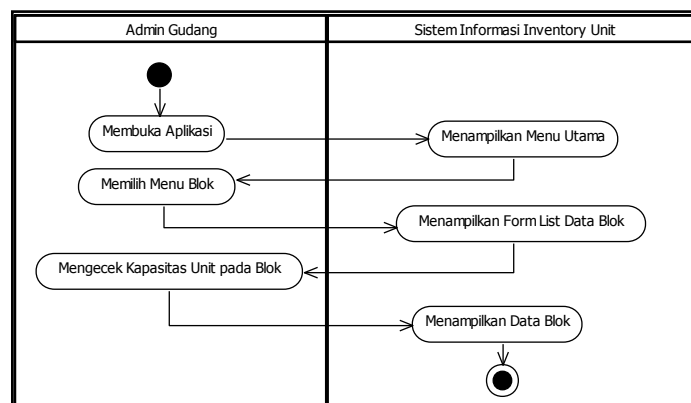 Admin Gudang
Sistem Informasi Inventory Unit
Membuka Aplikasi
Menampilkan Menu Utama
Memilih Menu Blok
Menampilkan Form List Data Blok
Mengecek Kapasitas Unit pada Blok
Menampilkan Data Blok